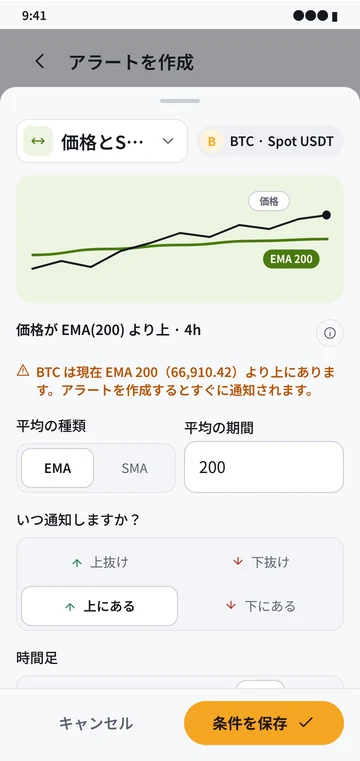 9:41
アラートを作成
価格とS…
B BTC · Spot USDT
価格
EMA 200
価格が EMA(200) より上 · 4h
BTC は現在 EMA 200（66,910.42）より上にありま
す。アラートを作成するとすぐに通知されます。
平均の種類
平均の期間
EMA
SMA
200
いつ通知しますか？
上抜け
下抜け
上にある
下にある
時間足
キャンセル
条件を保存